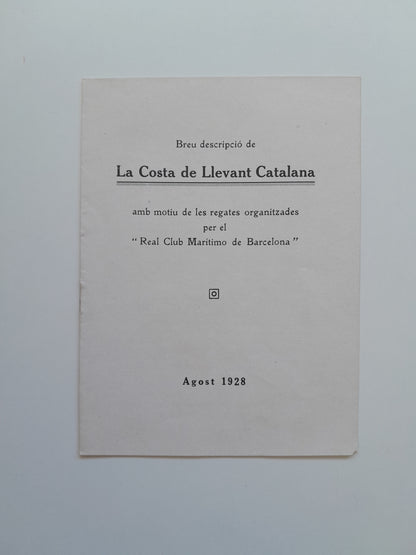 Breu descripció de
La Costa de Llevant Catalana
amb motiu de les regates organitzades
per el
" Real Club Marítimo de Barcelona "
Agost 1928